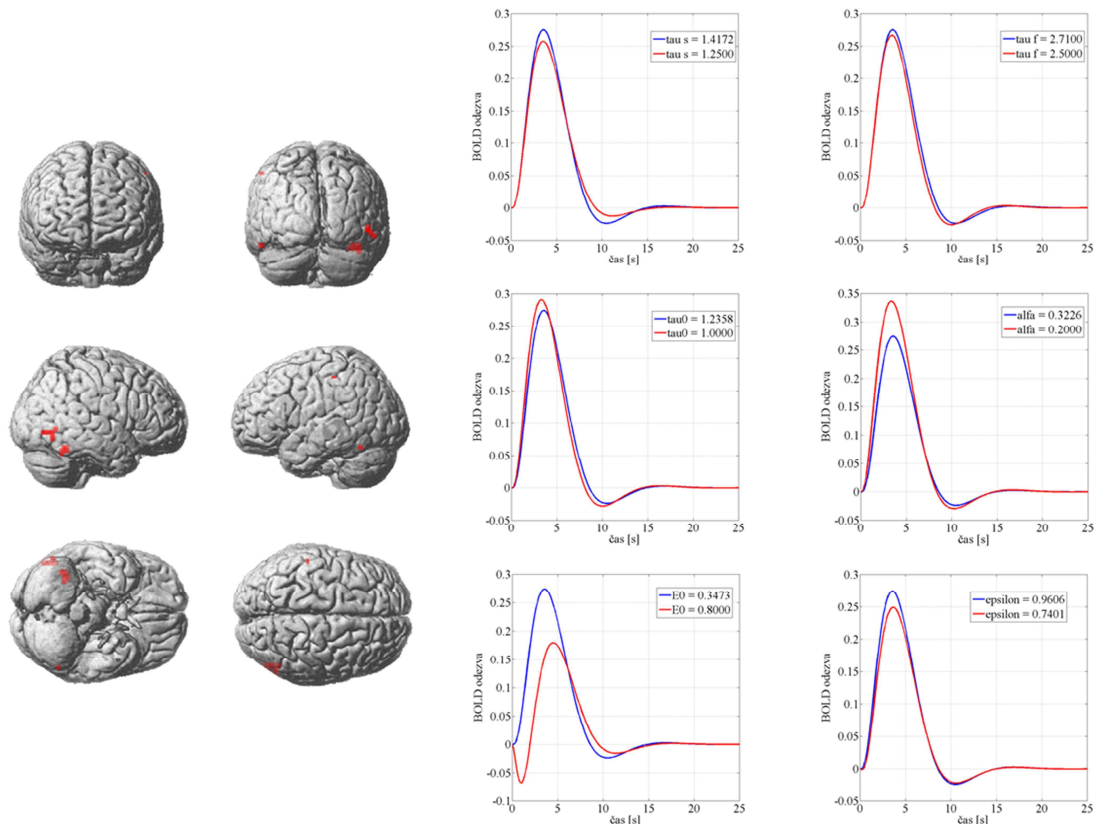 0.3
0.25
0.2
0.15
0.1
0.05
0
-0.05
BOLD odezva
tau s = 1.4172
tau s = 1.2500
0 5 10 15 20 25
čas [s]
0.3
0.25
0.2
0.15
0.1
0.05
0
-0.05
BOLD odezva
tau f = 2.7100
tau f = 2.5000
0 5 10 15 20 25
čas [s]
0.3
0.25
0.2
0.15
0.1
0.05
0
-0.05
BOLD odezva
tau0 = 1.2358
tau0 = 1.0000
0 5 10 15 20 25
čas [s]
0.35
0.3
0.25
0.2
0.15
0.1
0.05
0
-0.05
BOLD odezva
alfa = 0.3226
alfa = 0.2000
0 5 10 15 20 25
čas [s]
0.3
0.25
0.2
0.15
0.1
0.05
0
-0.05
-0.1
BOLD odezva
E0 = 0.3473
E0 = 0.8000
0 5 10 15 20 25
čas [s]
0.3
0.25
0.2
0.15
0.1
0.05
0
-0.05
BOLD odezva
epsilon = 0.9606
epsilon = 0.7401
0 5 10 15 20 25
čas [s]